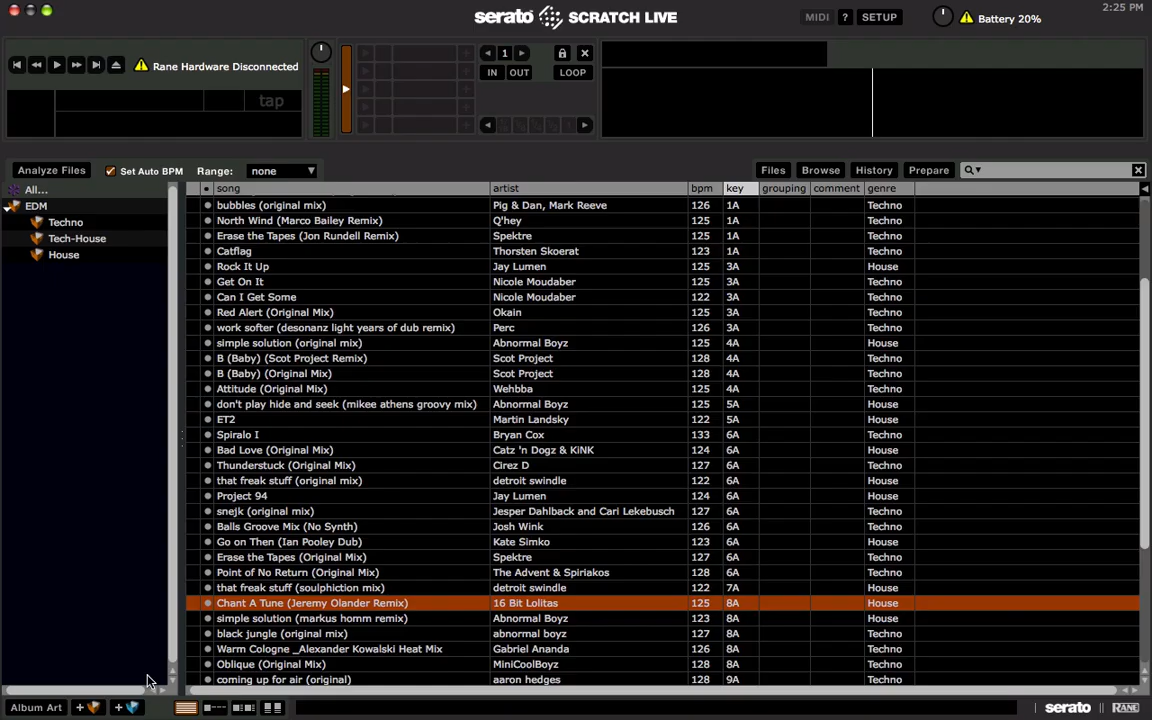 2:25 PM
serato SCRATCH LIVE
MIDI ? SETUP Battery 20%
Rane Hardware Disconnected
1
IN OUT LOOP
tap
Analyze Files Set Auto BPM Range: none Files Browse History Prepare
All...
EDM
Techno
Tech-House
House
song artist bpm key grouping comment genre
bubbles (original mix) Pig & Dan, Mark Reeve 126 1A Techno
North Wind (Marco Bailey Remix) Q'hey 125 1A Techno
Erase the Tapes (Jon Rundell Remix) Spektre 125 1A Techno
Catflag Thorsten Skoerat 123 1A Techno
Rock It Up Jay Lumen 125 3A House
Get On It Nicole Moudaber 125 3A Techno
Can I Get Some Nicole Moudaber 122 3A Techno
Red Alert (Original Mix) Okain 125 3A Techno
work softer (desonanz light years of dub remix) Perc 126 3A Techno
simple solution (original mix) Abnormal Boyz 125 4A House
B (Baby) (Scot Project Remix) Scot Project 128 4A Techno
B (Baby) (Original Mix) Scot Project 128 4A Techno
Attitude (Original Mix) Wehbba 125 4A Techno
don't play hide and seek (mikee athens groovy mix) Abnormal Boyz 125 5A House
ET2 Martin Landsky 122 5A House
Spiralo I Bryan Cox 133 6A Techno
Bad Love (Original Mix) Catz 'n Dogz & KiNK 124 6A House
Thunderstuck (Original Mix) Cirez D 127 6A Techno
that freak stuff (original mix) detroit swindle 122 6A House
Project 94 Jay Lumen 124 6A House
snejk (original mix) Jesper Dahlback and Cari Lekebusch 127 6A Techno
Balls Groove Mix (No Synth) Josh Wink 126 6A Techno
Go on Then (Ian Pooley Dub) Kate Simko 123 6A House
Erase the Tapes (Original Mix) Spektre 127 6A Techno
Point of No Return (Original Mix) The Advent & Spiriakos 128 6A Techno
that freak stuff (soulphiction mix) detroit swindle 122 7A House
Chant A Tune (Jeremy Olander Remix) 16 Bit Lolitas 125 8A House
simple solution (markus homm remix) Abnormal Boyz 123 8A House
black jungle (original mix) abnormal boyz 127 8A Techno
Warm Cologne _Alexander Kowalski Heat Mix Gabriel Ananda 126 8A Techno
Oblique (Original Mix) MiniCoolBoyz 128 8A Techno
coming up for air (original) aaron hedges 128 9A Techno
Album Art serato RANE